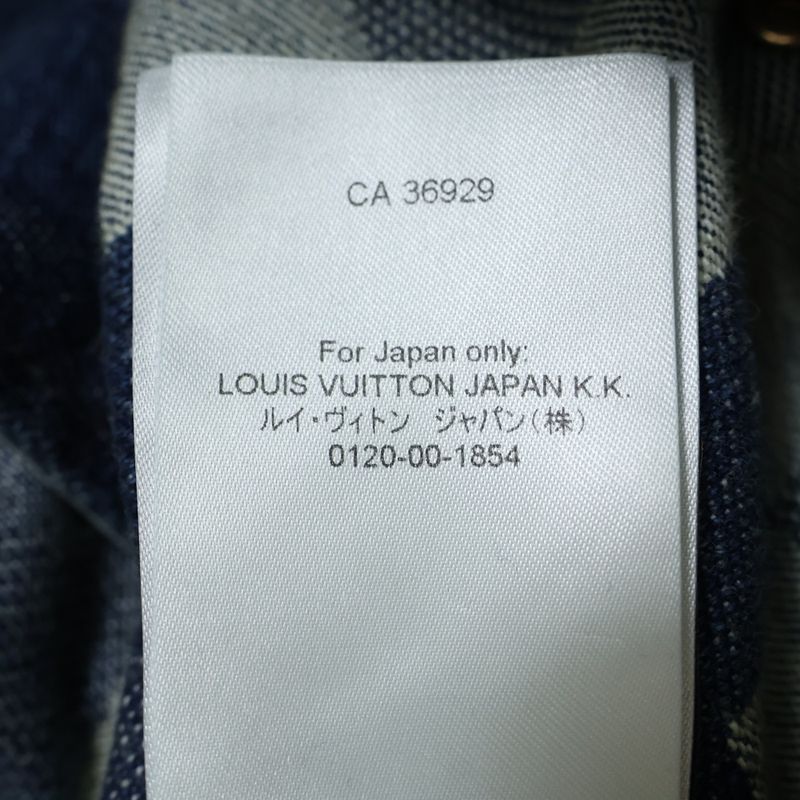 CA 36929
For Japan only:
LOUIS VUITTON JAPAN K.K.
ルイ・ヴィトン ジャパン(株)
0120-00-1854